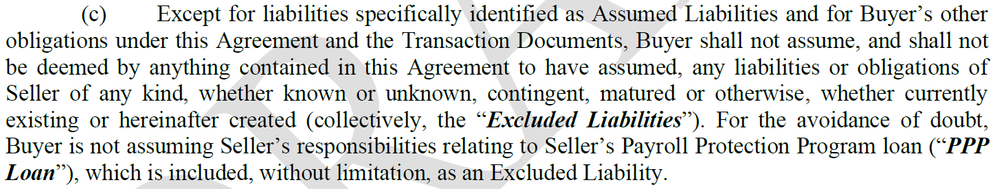 (c) Except for liabilities specifically identified as Assumed Liabilities and for Buyer’s other
obligations under this Agreement and the Transaction Documents, Buyer shall not assume, and shall not
be deemed by anything contained in this Agreement to have assumed, any liabilities or obligations of
Seller of any kind, whether known or unknown, contingent, matured or otherwise, whether currently
existing or hereinafter created (collectively, the “Excluded Liabilities”). For the avoidance of doubt,
Buyer is not assuming Seller’s responsibilities relating to Seller’s Payroll Protection Program loan (“PPP
Loan”), which is included, without limitation, as an Excluded Liability.